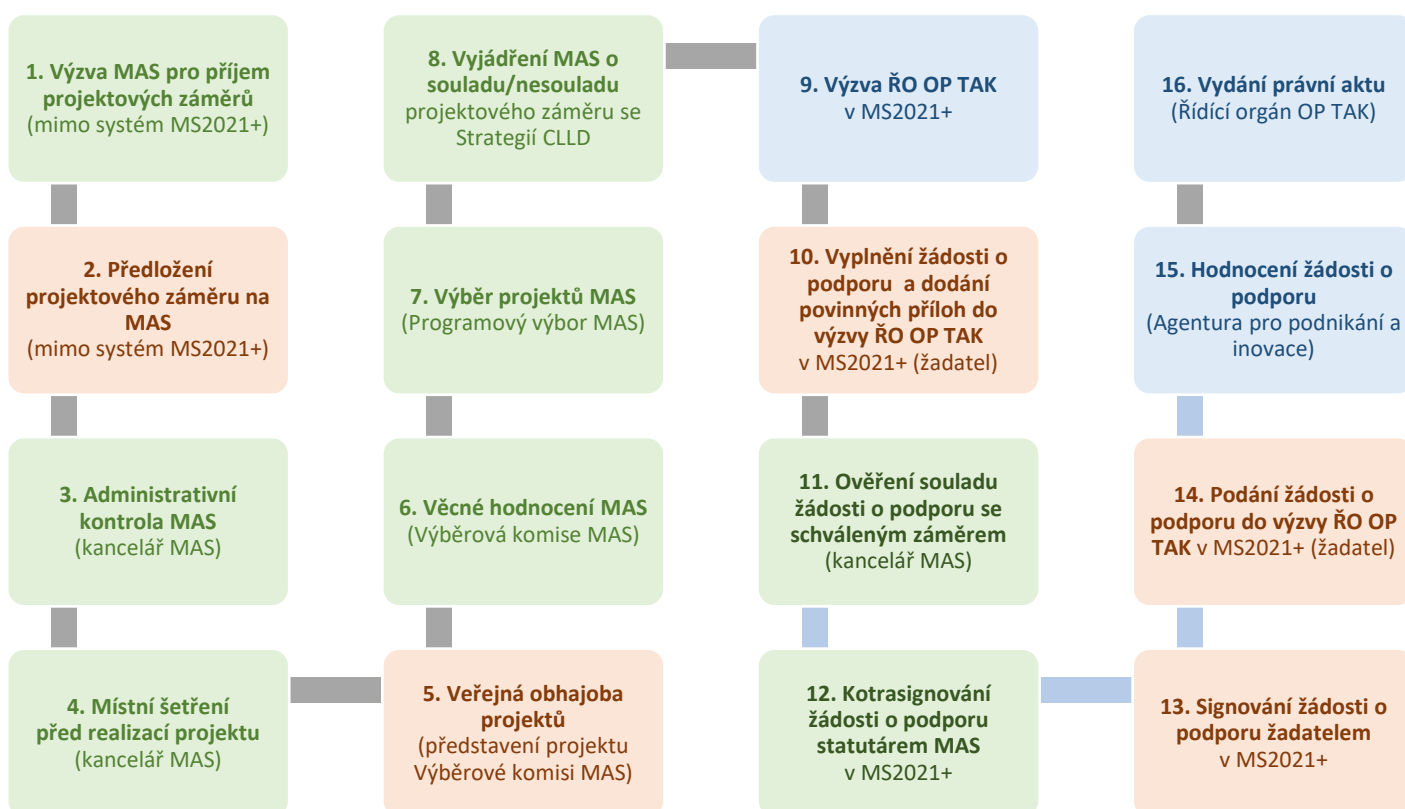 1. Výzva MAS pro příjem
projektových záměrů
(mimo systém MS2021+)
2. Předložení
projektového záměru na
MAS
(mimo systém MS2021+)
3. Administrativní
kontrola MAS
(kancelář MAS)
4. Místní šetření
před realizací projektu
(kancelář MAS)
5. Veřejná obhajoba
projektů
(představení projektu
Výběrové komisi MAS)
6. Věcné hodnocení MAS
(Výběrová komise MAS)
7. Výběr projektů MAS
(Programový výbor MAS)
8. Vyjádření MAS o
souladu/nesouladu
projektového záměru se
Strategií CLLD
9. Výzva ŘO OP TAK
v MS2021+
10. Vyplnění žádosti o
podporu a dodání
povinných příloh do
výzvy ŘO OP TAK
v MS2021+ (žadatel)
11. Ověření souladu
žádosti o podporu se
schváleným záměrem
(kancelář MAS)
12. Kotrasignování
žádosti o podporu
statutárem MAS
v MS2021+
13. Signování žádosti o
podporu žadatelem
v MS2021+
14. Podání žádosti o
podporu do výzvy ŘO OP
TAK v MS2021+ (žadatel)
15. Hodnocení žádosti o
podporu
(Agentura pro podnikání a
inovace)
16. Vydání právní aktu
(Řídící orgán OP TAK)